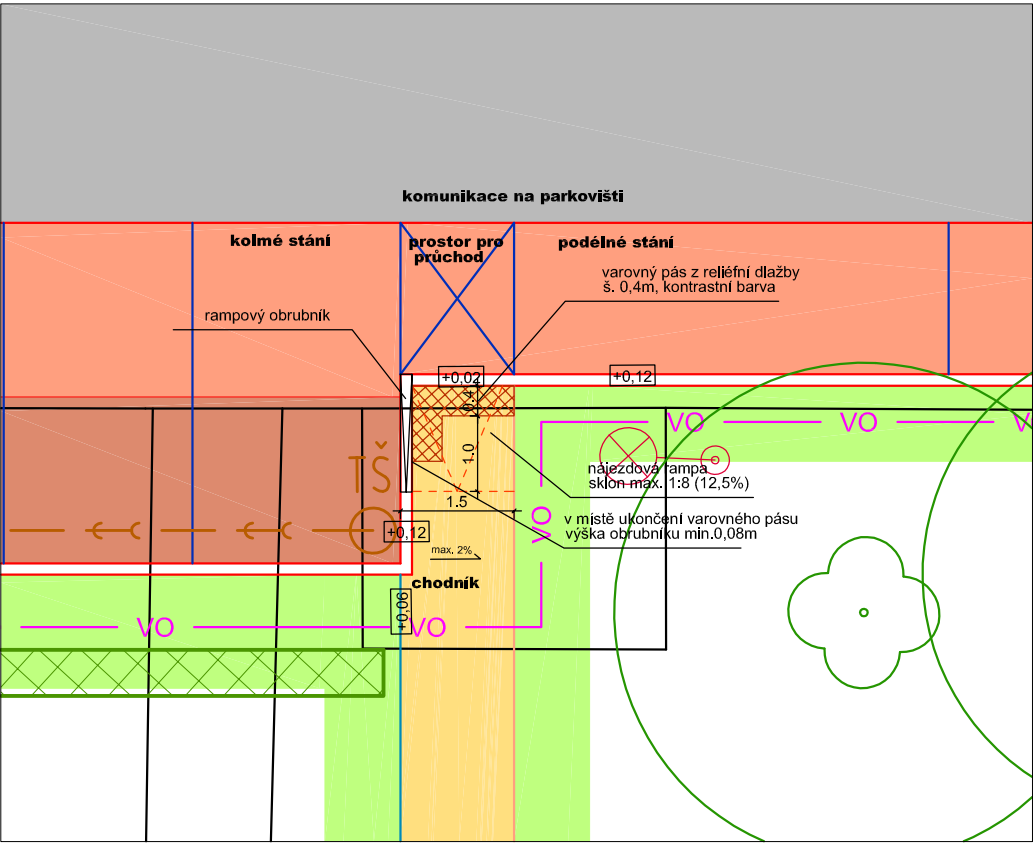 komunikace na parkovišti
kolmé stání
prostor pro
průchod
podélné stání
varovný pás z reliéfní dlažby
š. 0,4m, kontrastní barva
rampový obrubník
+0,02
+0,12
0.4
VO
VO
V
TŠ
1.0
nájezdová rampa
sklon max. 1:8 (12,5%)
1.5
VO
v místě ukončení varovného pásu
výška obrubníku min.0,08m
+0,12
max. 2%
chodník
+0,06
VO
VO